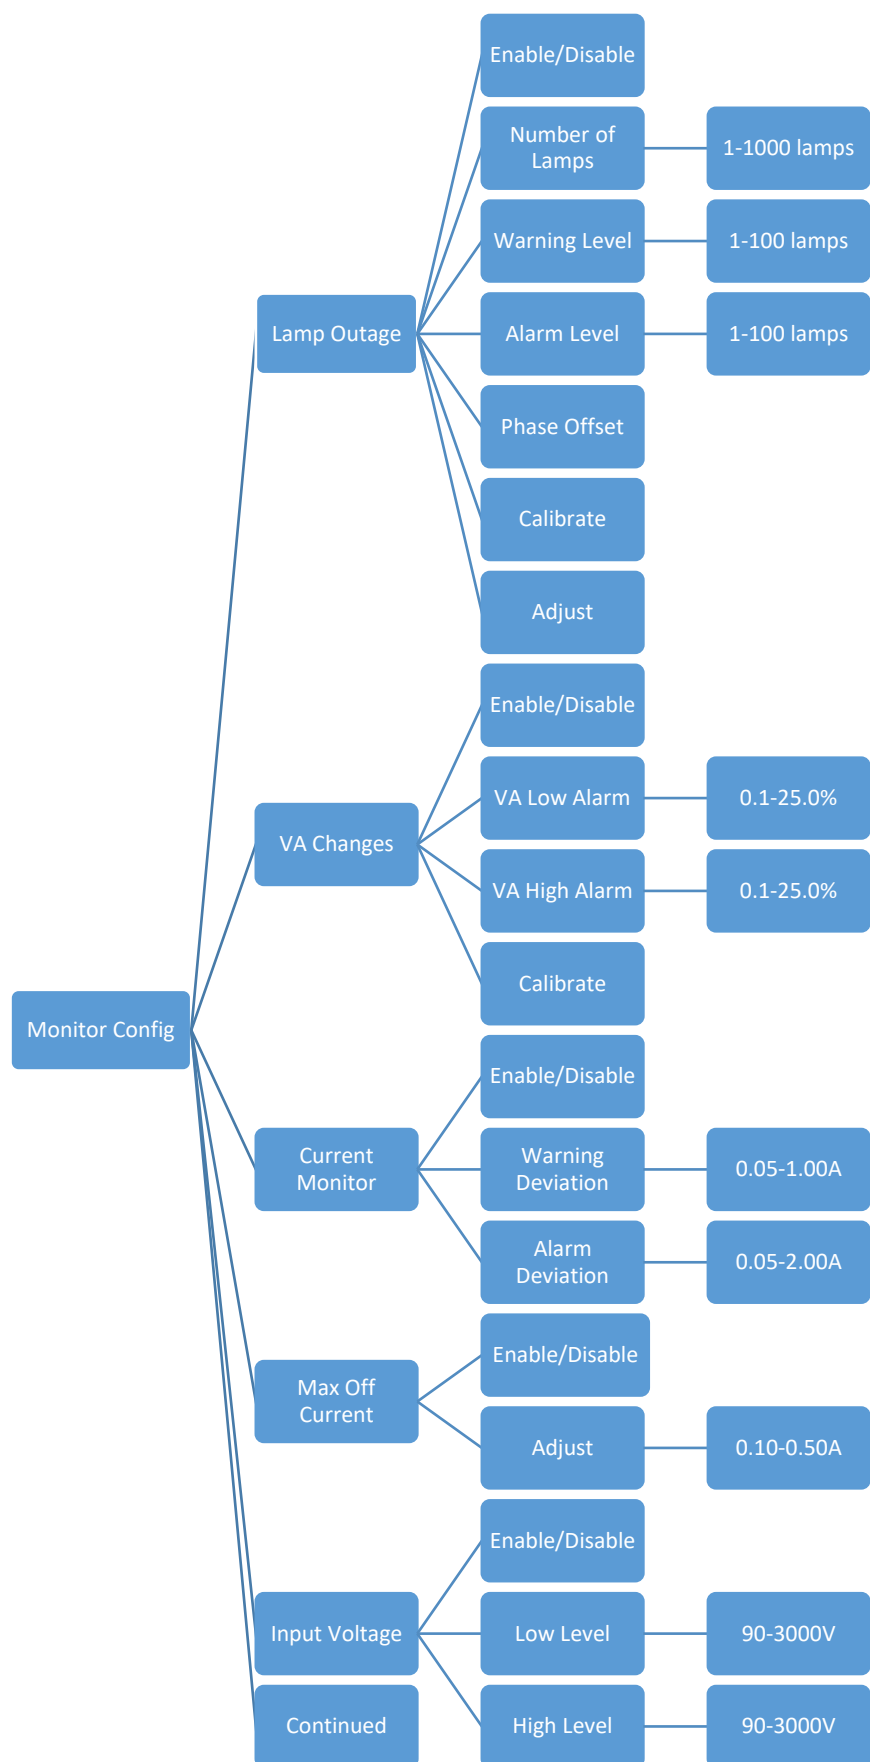 Enable/Disable
Number of
Lamps
1-1000 lamps
Warning Level
1-100 lamps
Lamp Outage
Alarm Level
1-100 lamps
Phase Offset
Calibrate
Adjust
Enable/Disable
VA Low Alarm
0.1-25.0%
VA Changes
VA High Alarm
0.1-25.0%
Calibrate
Monitor Config
Enable/Disable
Current
Monitor
Warning
Deviation
0.05-1.00A
Alarm
Deviation
0.05-2.00A
Enable/Disable
Max Off
Current
Adjust
0.10-0.50A
Enable/Disable
Input Voltage
Low Level
90-3000V
Continued
High Level
90-3000V